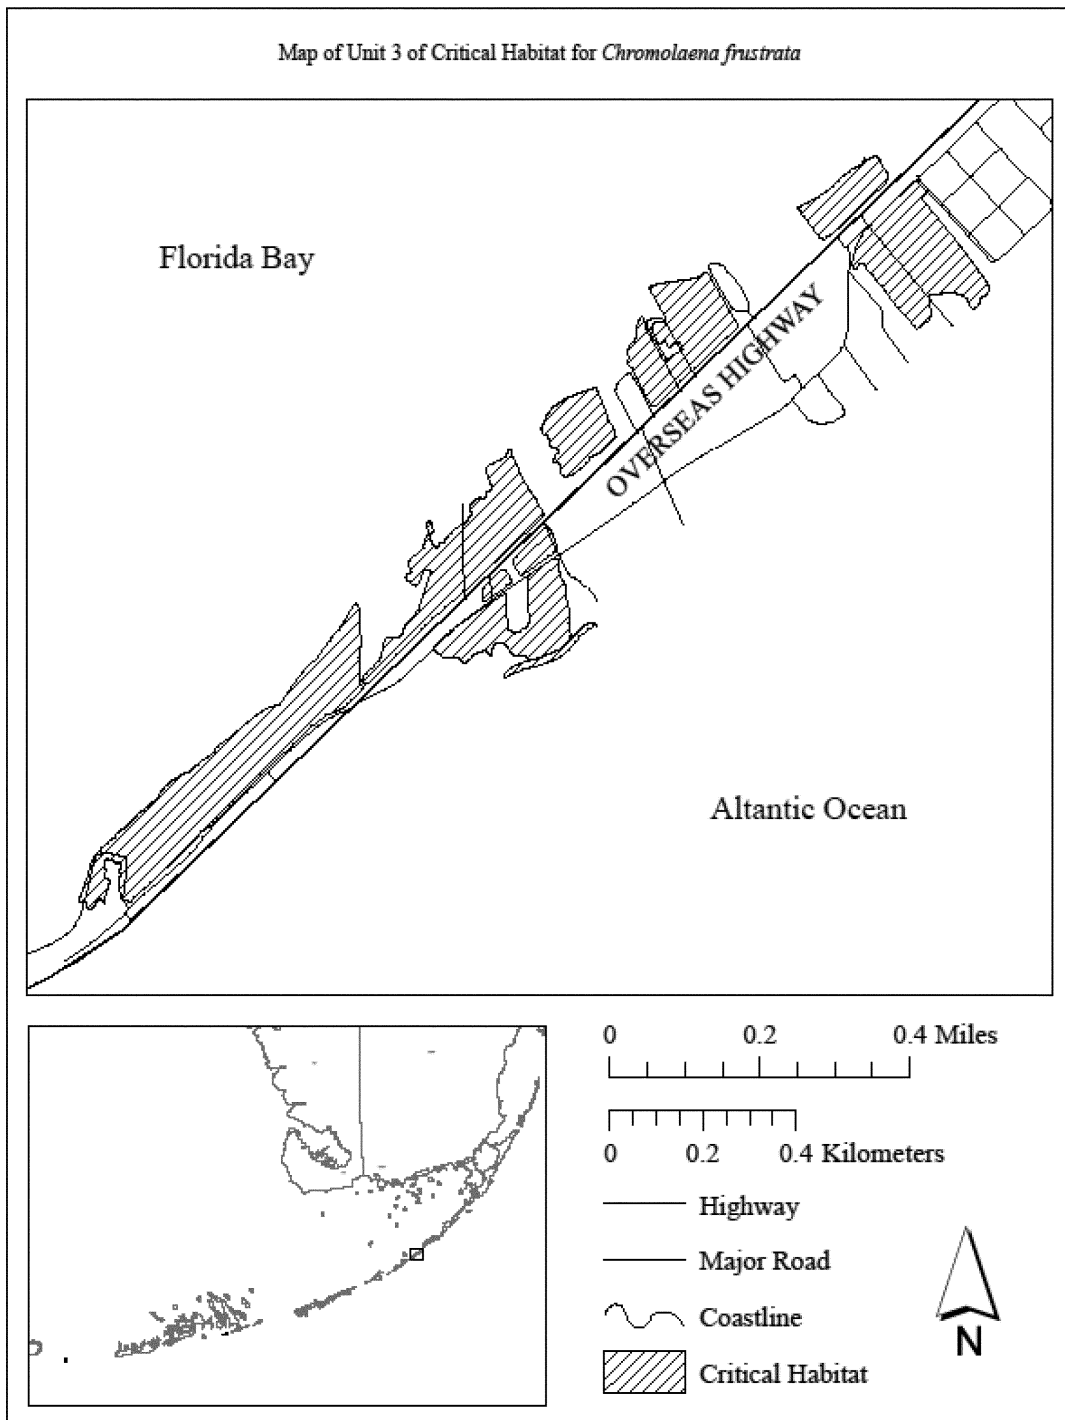 Map of Unit 3 of Critical Habitat for Chromolaena frustrata
Florida Bay
OVERSEAS HIGHWAY
Altantic Ocean
0 0.2 0.4 Miles
0 0.2 0.4 Kilometers
Highway
Major Road
Coastline
Critical Habitat
N